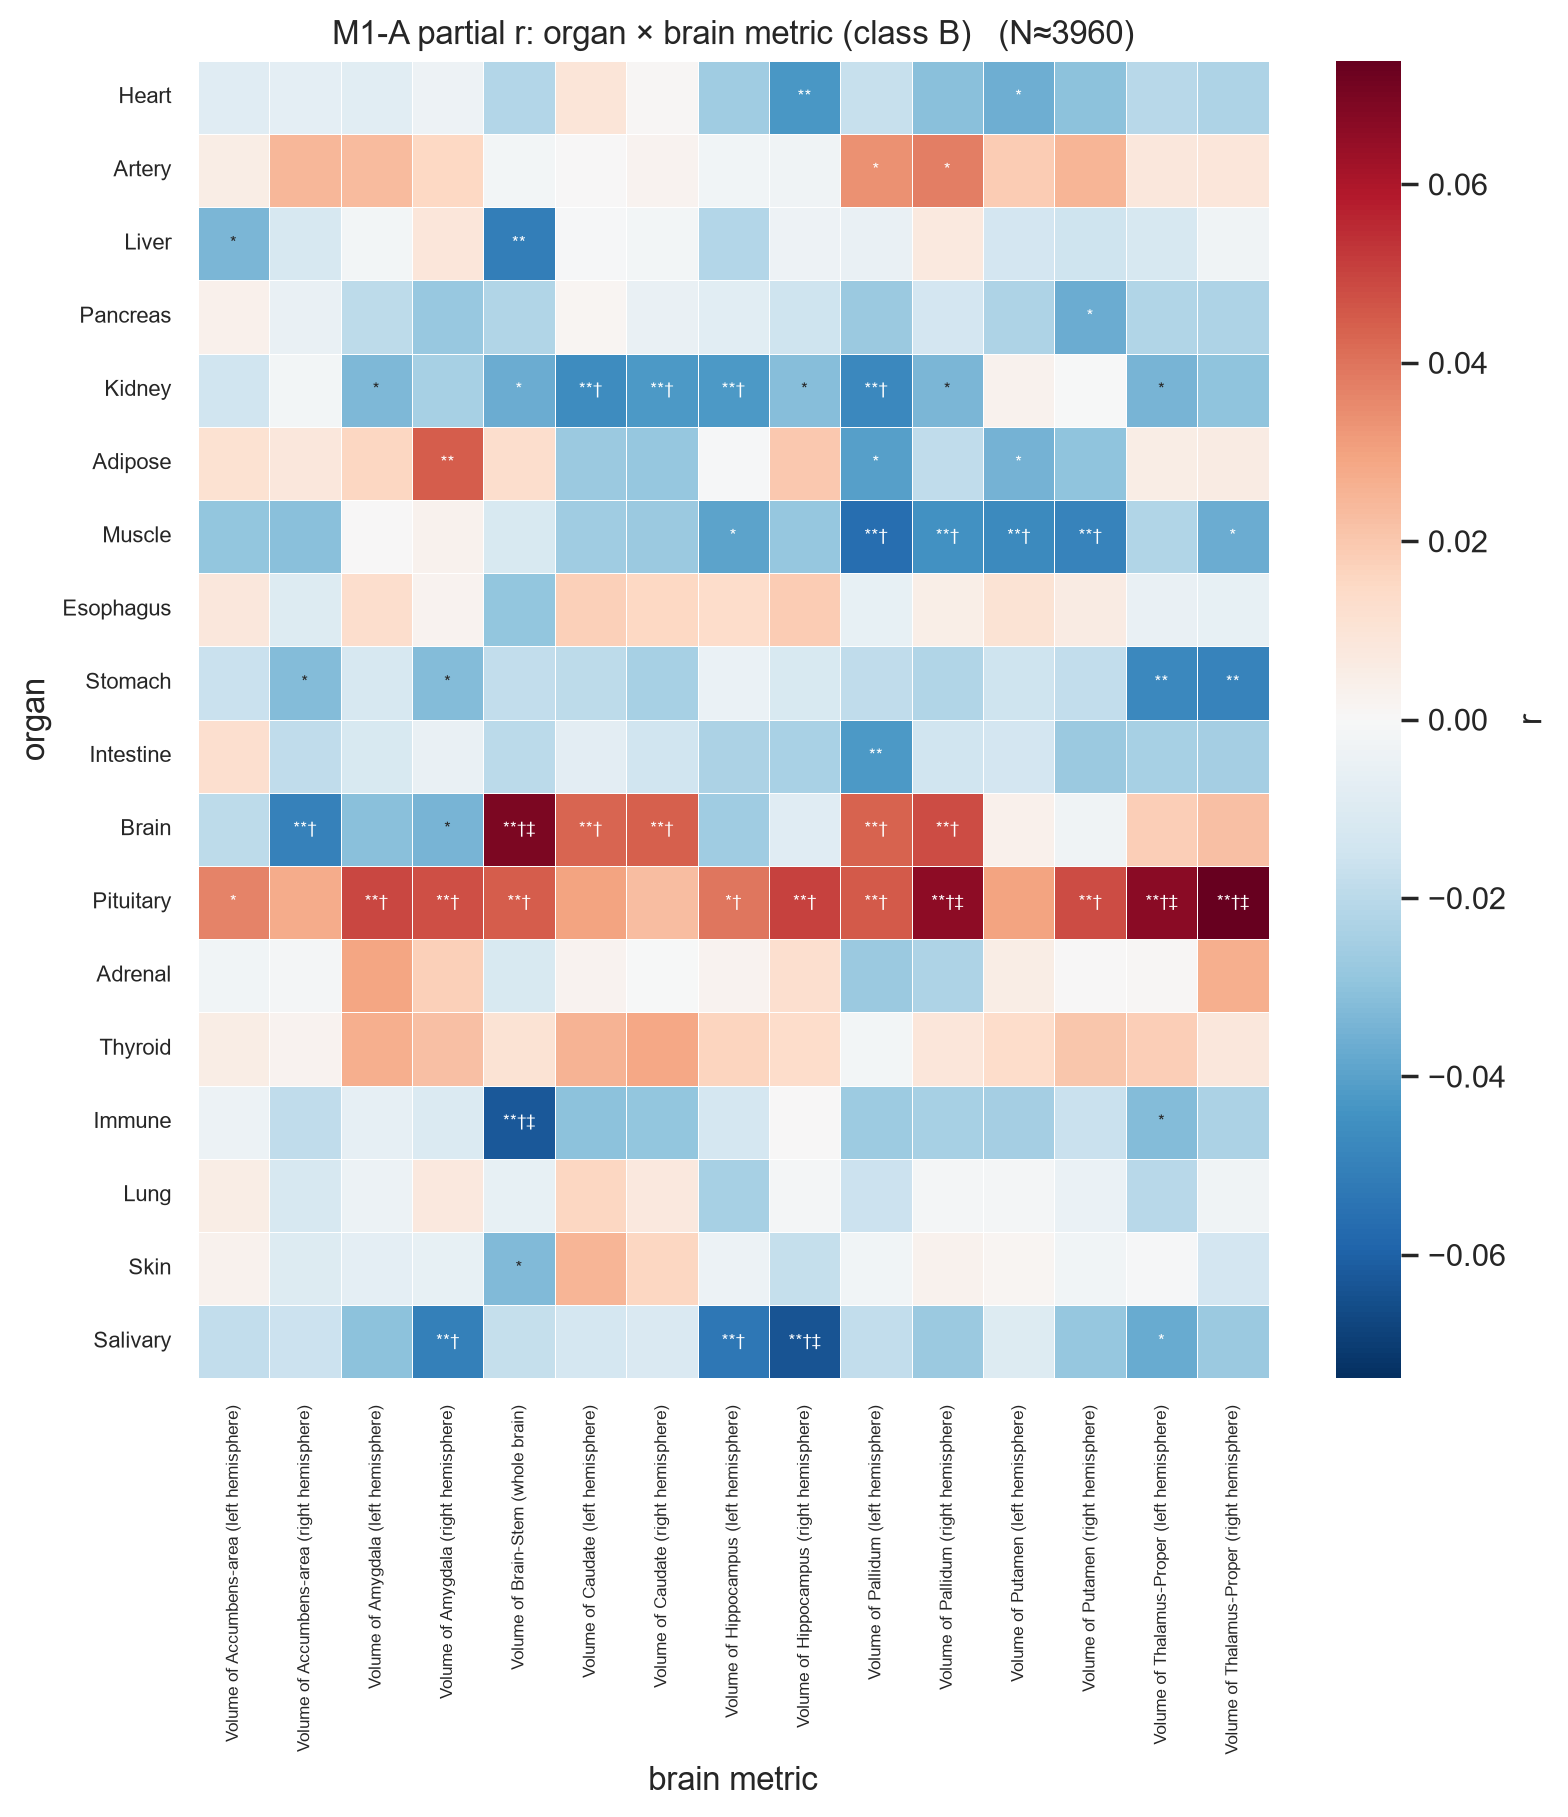 M1-A partial r: organ × brain metric (class B)   (N≈3960)
organ
Heart ** *
Artery * *
Liver * **
Pancreas *
Kidney * * **† **† **† * **† * *
Adipose ** * *
Muscle * **† **† **† **† *
Esophagus
Stomach * * ** **
Intestine **
Brain **† * **†‡ **† **† **† **†
Pituitary * **† **† **† *† **† **† **†‡ **† **†‡ **†‡
Adrenal
Thyroid
Immune **†‡ *
Lung
Skin *
Salivary **† **† **†‡ *
Volume of Accumbens-area (left hemisphere)
Volume of Accumbens-area (right hemisphere)
Volume of Amygdala (left hemisphere)
Volume of Amygdala (right hemisphere)
Volume of Brain-Stem (whole brain)
Volume of Caudate (left hemisphere)
Volume of Caudate (right hemisphere)
Volume of Hippocampus (left hemisphere)
Volume of Hippocampus (right hemisphere)
Volume of Pallidum (left hemisphere)
Volume of Pallidum (right hemisphere)
Volume of Putamen (left hemisphere)
Volume of Putamen (right hemisphere)
Volume of Thalamus-Proper (left hemisphere)
Volume of Thalamus-Proper (right hemisphere)
brain metric
0.06
0.04
0.02
0.00
−0.02
−0.04
−0.06
r